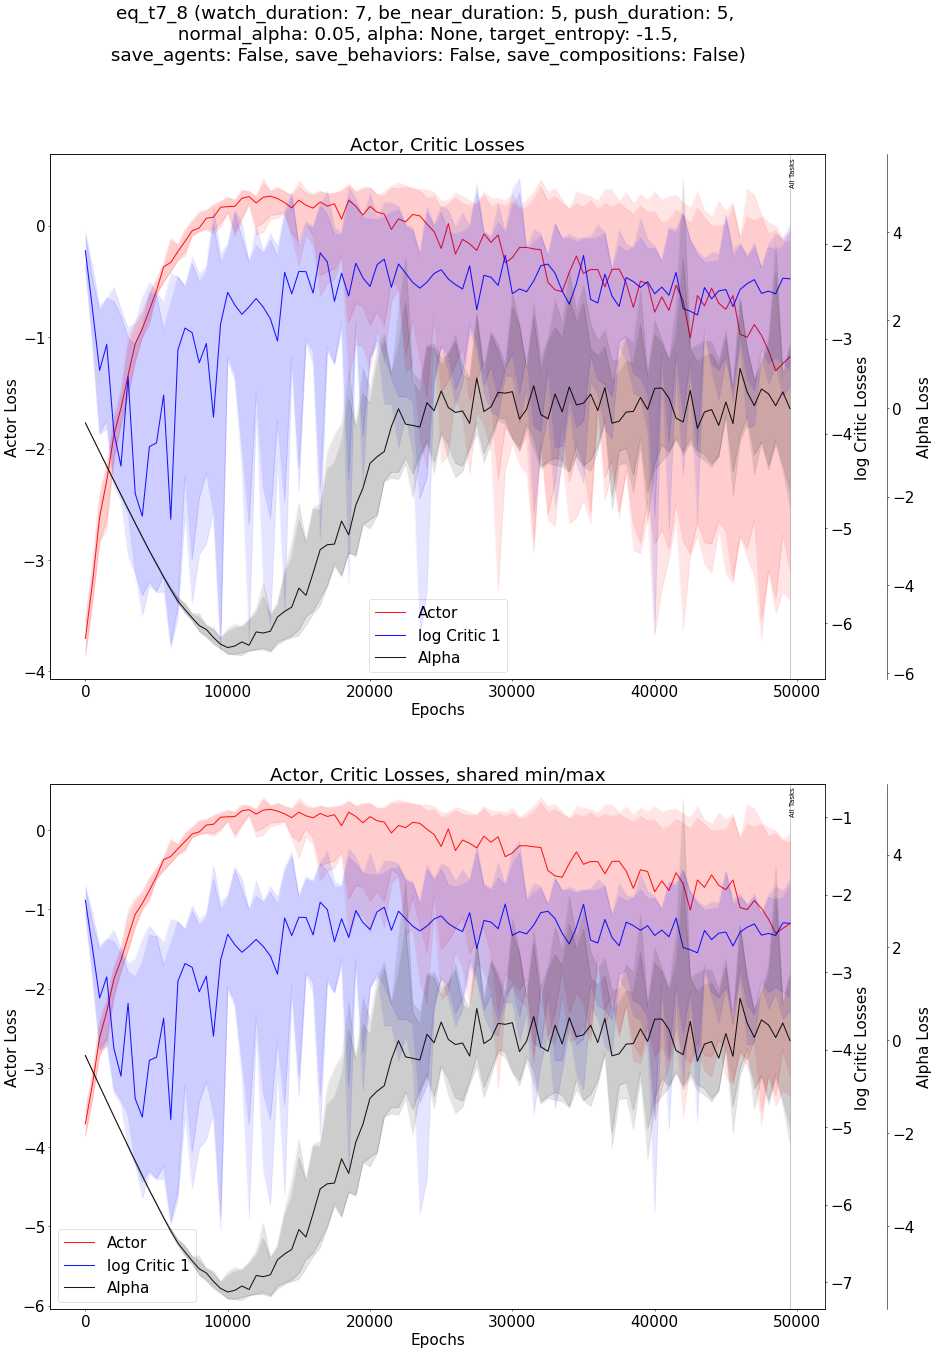 eq_t7_8 (watch_duration: 7, be_near_duration: 5, push_duration: 5,
normal_alpha: 0.05, alpha: None, target_entropy: -1.5,
save_agents: False, save_behaviors: False, save_compositions: False)
Actor, Critic Losses
All Tasks
0
−1
−2
−3
−4
Actor Loss
−2
−3
−4
−5
−6
log Critic Losses
4
2
0
−2
−4
−6
Alpha Loss
Actor
log Critic 1
Alpha
0 10000 20000 30000 40000 50000
Epochs
Actor, Critic Losses, shared min/max
All Tasks
0
−1
−2
−3
−4
−5
−6
Actor Loss
−1
−2
−3
−4
−5
−6
−7
log Critic Losses
4
2
0
−2
−4
Alpha Loss
Actor
log Critic 1
Alpha
0 10000 20000 30000 40000 50000
Epochs